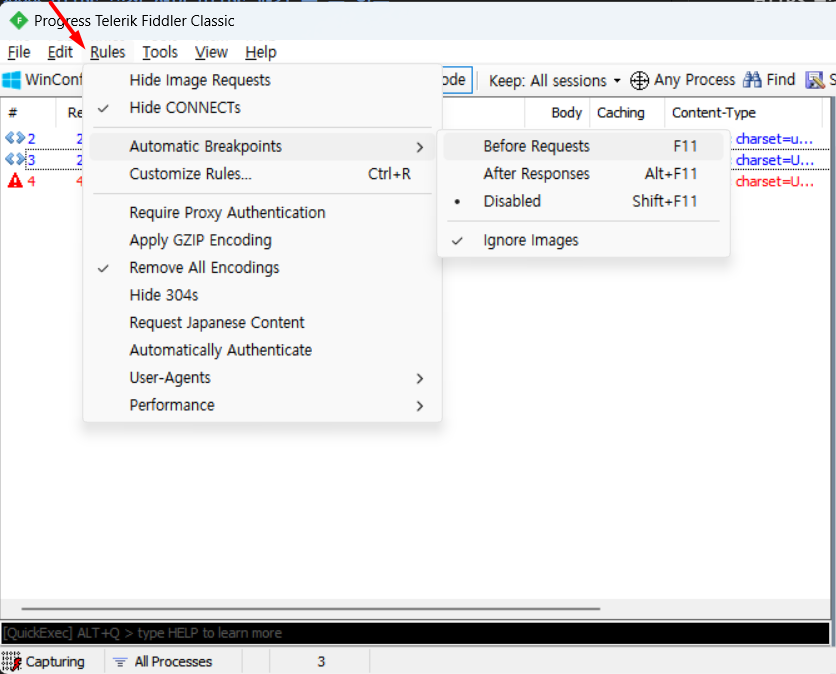 Progress Telerik Fiddler Classic
File Edit Rules Tools View Help
WinConf
Keep: All sessions Any Process Find
# Re Body Caching Content-Type
2 2 charset=u...
3 2 charset=U...
4 4 charset=U...
Hide Image Requests
Hide CONNECTs
Automatic Breakpoints
Customize Rules... Ctrl+R
Require Proxy Authentication
Apply GZIP Encoding
Remove All Encodings
Hide 304s
Request Japanese Content
Automatically Authenticate
User-Agents
Performance
Before Requests F11
After Responses Alt+F11
Disabled Shift+F11
Ignore Images
[QuickExec] ALT+Q > type HELP to learn more
Capturing All Processes 3